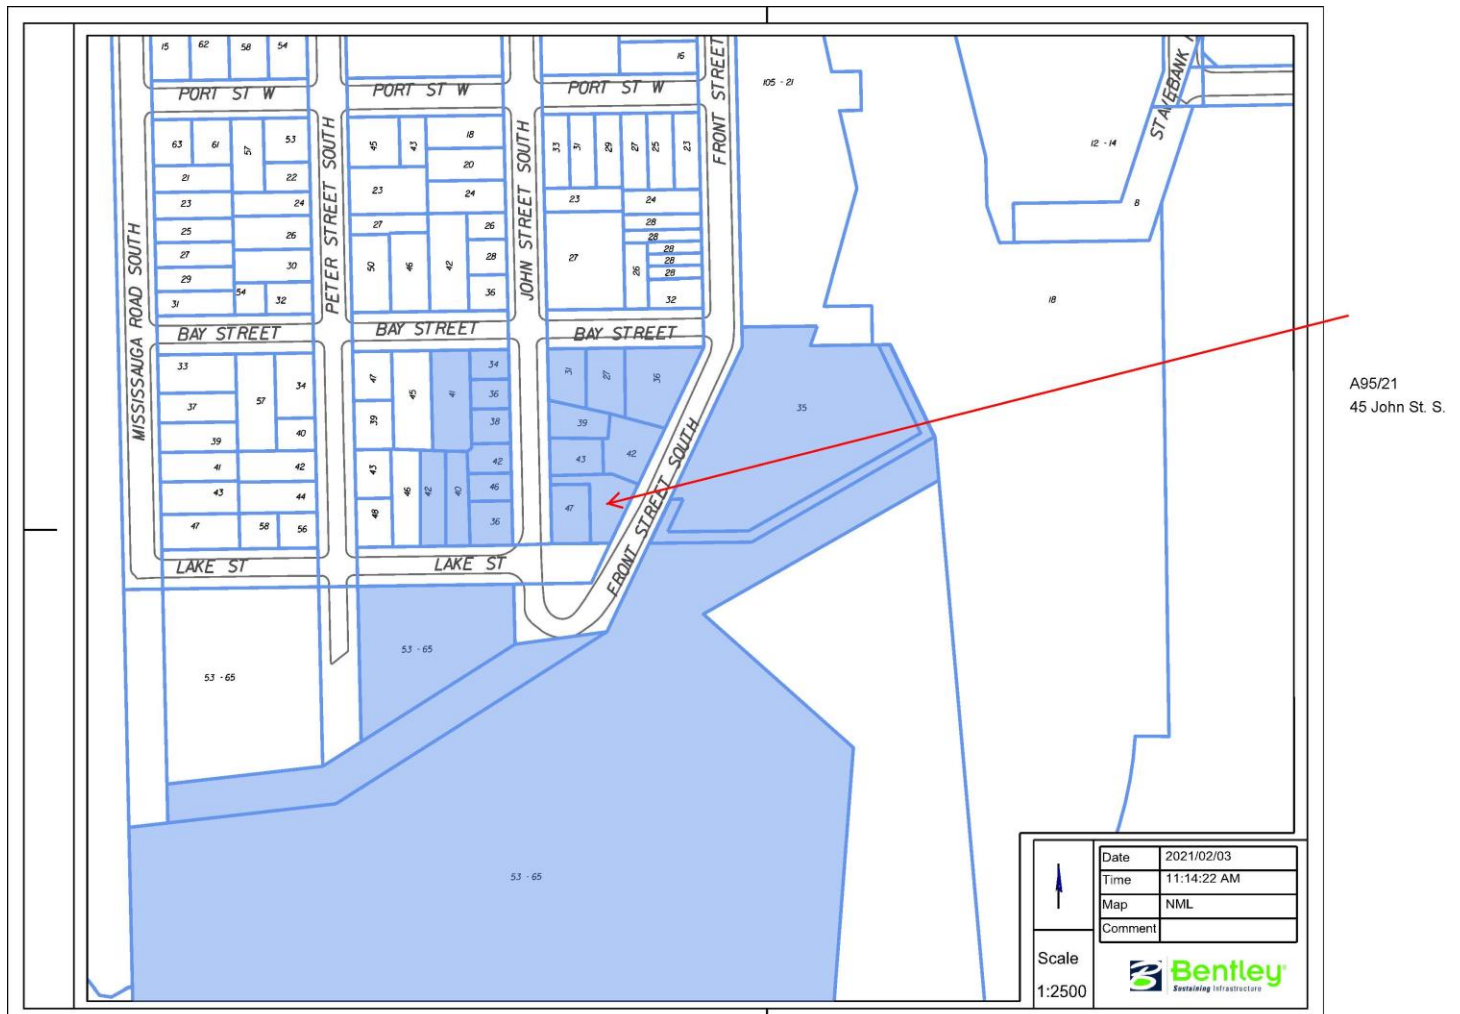 15 62 58 54
16
105 - 21
STAVEBANK
PORT ST W
PORT ST W
PORT ST W
FRONT STREET
12 - 14
8
18
MISSISSAUGA ROAD SOUTH
63 61 57 53
21 22
23 24
25 26
27
29 30
31 54 32
PETER STREET SOUTH
45 43 18
20
23 24
27 26
50 46 42 28
36
JOHN STREET SOUTH
33 31 29 27 25 23
23 24
28
28
27 26 28
28
28
32
BAY STREET
BAY STREET
BAY STREET
33 57 34
37
39 40
41 42
43 44
47 58 56
47 45 41 34
36
39 38
43 46 42 40 42
46
48 36
31 27 36
39 42
43
47
35
FRONT STREET SOUTH
LAKE ST
LAKE ST
53 - 65
53 - 65
53 - 65
A95/21
45 John St. S.
Date 2021/02/03
Time 11:14:22 AM
Map NML
Comment
Scale
1:2500
Bentley
Sustaining Infrastructure